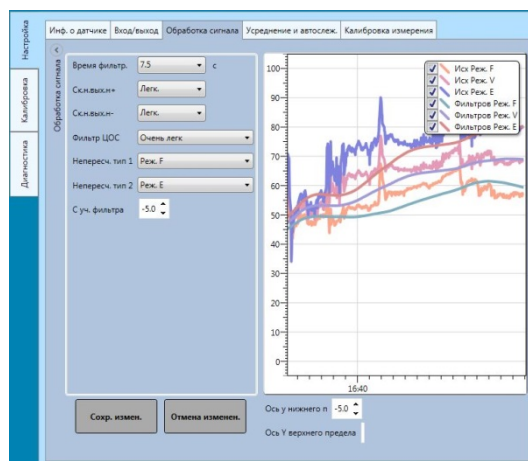 Настройка
Калибровка
Диагностика
Инф. о датчике
Вход/выход
Обработка сигнала
Усреднение и автослеж.
Калибровка измерения
Обработка сигнала
Время фильтр. 7.5 с
Ск.н.вых.н+ Легк.
Ск.н.вых.н- Легк.
Фильтр ЦОС Очень легк
Непересч. тип 1 Реж. F
Непересч. тип 2 Реж. E
С уч. фильтра -5.0
Сохр. измен.
Отмена изменен.
100
90
80
70
60
50
40
30
20
10
0
16:40
Исх Реж. F
Исх Реж. V
Исх Реж. E
Фильтров Реж. F
Фильтров Реж. V
Фильтров Реж. E
Ось у нижнего п -5.0
Ось Y верхнего предела